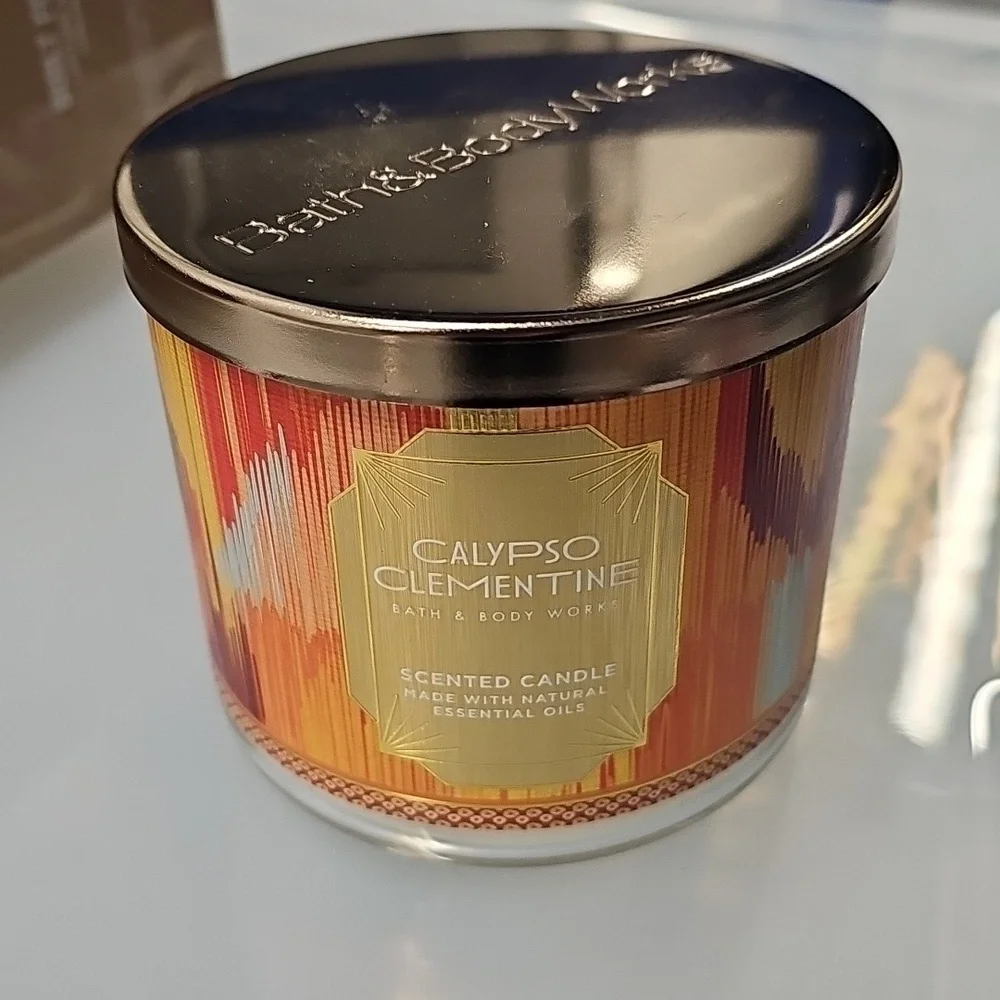 Bath&BodyWorks®
CALYPSO
CLEMENTINE
BATH & BODY WORKS
SCENTED CANDLE
MADE WITH NATURAL
ESSENTIAL OILS